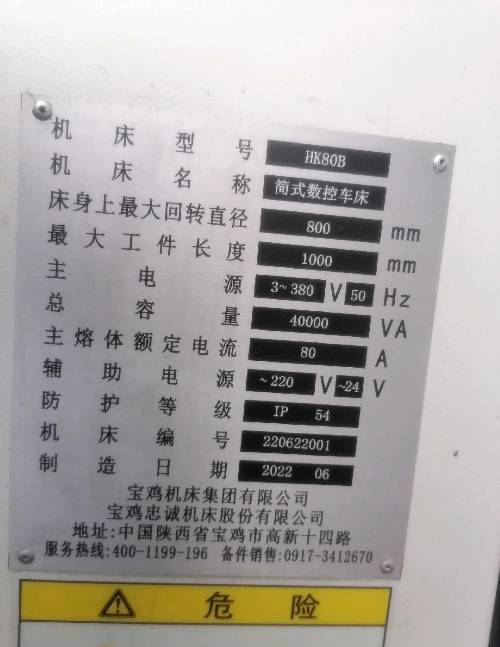 机床型号 HK80B
机床名称 简式数控车床
床身上最大回转直径 800 mm
最大工件长度 1000 mm
主电源 3~380 V 50 Hz
总容量 40000 VA
主熔体额定电流 80 A
辅助电源 ~220 V ~24 V
防护等级 IP 54
机床编号 220622001
制造日期 2022 06
宝鸡机床集团有限公司
宝鸡忠诚机床股份有限公司
地址:中国陕西省宝鸡市高新十四路
服务热线:400-1199-196 备件销售:0917-3412670
危险